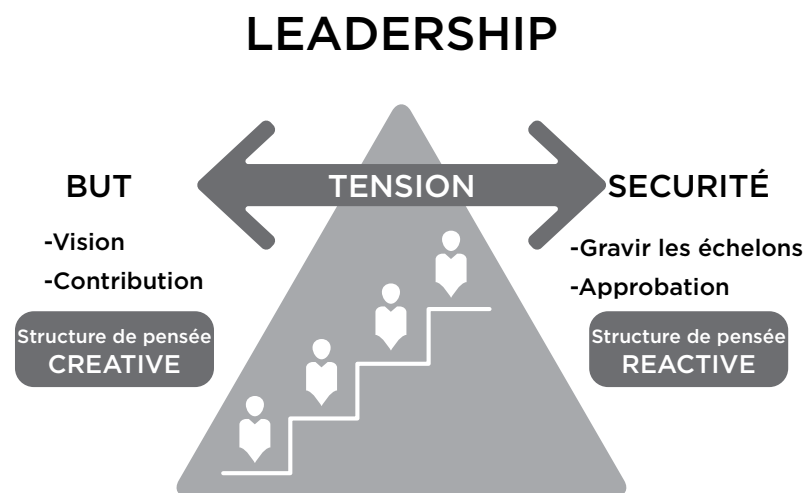 LEADERSHIP
BUT
TENSION
SECURITÉ
-Vision
-Contribution
-Gravir les échelons
-Approbation
Structure de pensée
CREATIVE
Structure de pensée
REACTIVE